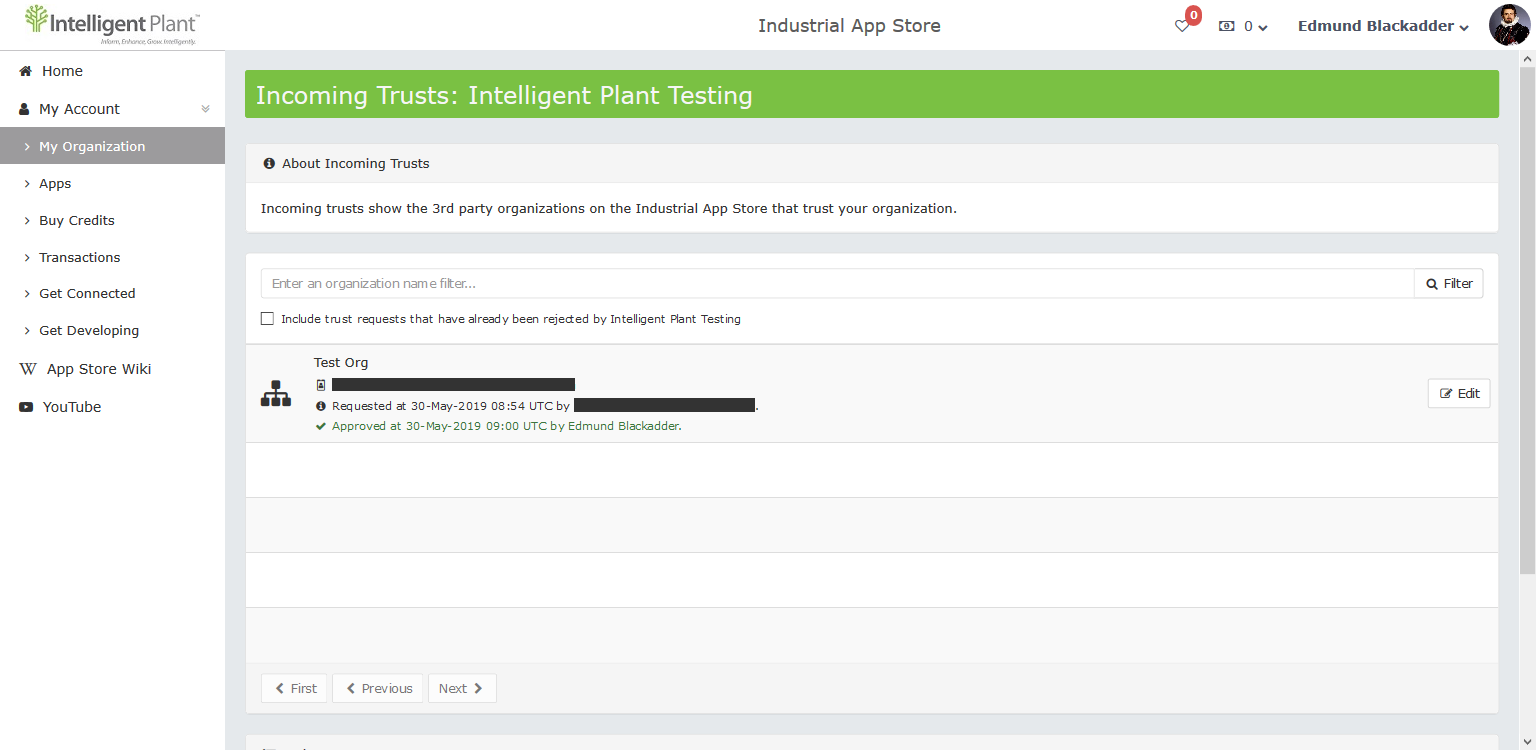 Intelligent Plant™
Inform, Enhance, Grow. Intelligently.
Industrial App Store
0
0
Edmund Blackadder
Home
My Account
My Organization
Apps
Buy Credits
Transactions
Get Connected
Get Developing
App Store Wiki
YouTube
Incoming Trusts: Intelligent Plant Testing
About Incoming Trusts
Incoming trusts show the 3rd party organizations on the Industrial App Store that trust your organization.
Enter an organization name filter...
Filter
Include trust requests that have already been rejected by Intelligent Plant Testing
Test Org
Requested at 30-May-2019 08:54 UTC by .
Approved at 30-May-2019 09:00 UTC by Edmund Blackadder.
Edit
First
Previous
Next